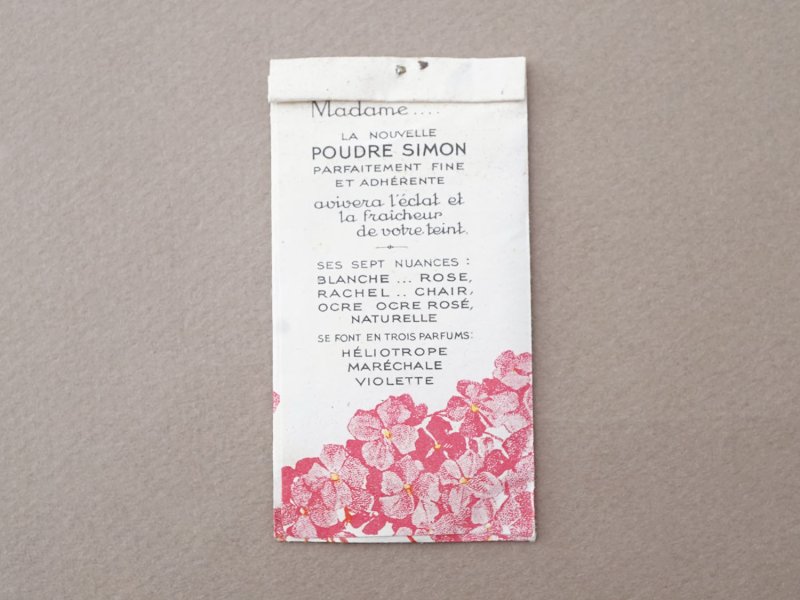 Madame....
LA NOUVELLE
POUDRE SIMON
PARFAITEMENT FINE
ET ADHÉRENTE
avivera l'éclat et
la fraîcheur
de votre teint.
SES SEPT NUANCES :
BLANCHE ... ROSE,
RACHEL .. CHAIR,
OCRE OCRE ROSÉ,
NATURELLE
SE FONT EN TROIS PARFUMS:
HÉLIOTROPE
MARÉCHALE
VIOLETTE